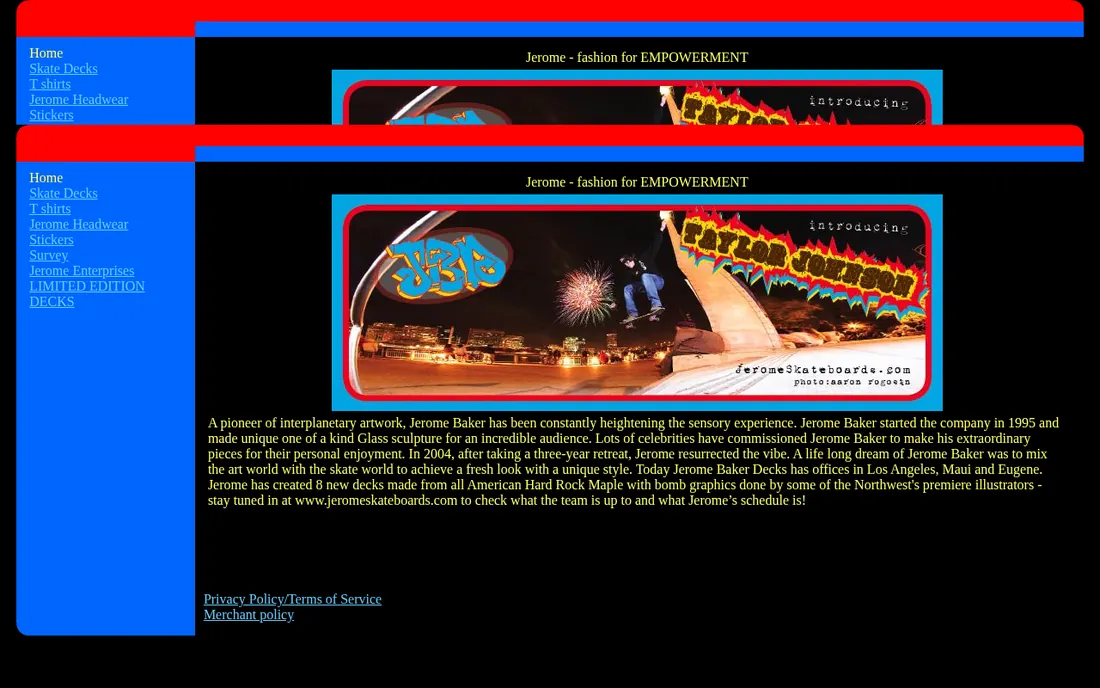 Home
Skate Decks
T shirts
Jerome Headwear
Stickers
Jerome - fashion for EMPOWERMENT
introducing
Home
Skate Decks
T shirts
Jerome Headwear
Stickers
Survey
Jerome Enterprises
LIMITED EDITION
DECKS
Jerome - fashion for EMPOWERMENT
JBD
introducing
TAYLOR JOHNSON
JeromeSkateboards.com
photo:aaron rogosin
A pioneer of interplanetary artwork, Jerome Baker has been constantly heightening the sensory experience. Jerome Baker started the company in 1995 and
made unique one of a kind Glass sculpture for an incredible audience. Lots of celebrities have commissioned Jerome Baker to make his extraordinary
pieces for their personal enjoyment. In 2004, after taking a three-year retreat, Jerome resurrected the vibe. A life long dream of Jerome Baker was to mix
the art world with the skate world to achieve a fresh look with a unique style. Today Jerome Baker Decks has offices in Los Angeles, Maui and Eugene.
Jerome has created 8 new decks made from all American Hard Rock Maple with bomb graphics done by some of the Northwest's premiere illustrators -
stay tuned in at www.jeromeskateboards.com to check what the team is up to and what Jerome’s schedule is!
Privacy Policy/Terms of Service
Merchant policy